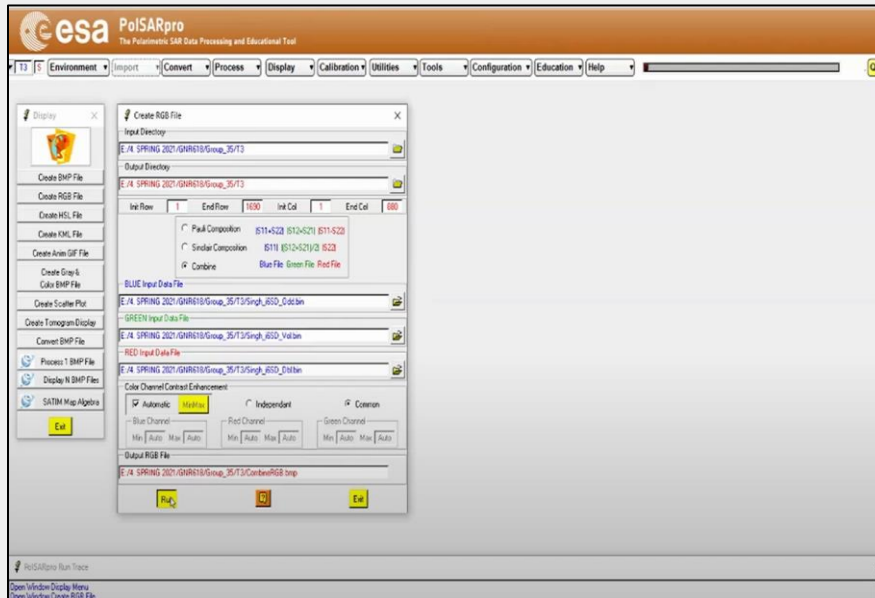 esa PolSARpro
The Polarimetric SAR Data Processing and Educational Tool
T3 S Environment Import Convert Process Display Calibration Utilities Tools Configuration Education Help Q
Display
Create BMP File
Create RGB File
Create HSL File
Create KML File
Create Anim GIF File
Create Gray &
Color BMP File
Create Scatter Plot
Create Tomogram Display
Convert BMP File
Process 1 BMP File
Display N BMP Files
SATIM Map Algebra
Exit
Create RGB File
Input Directory
E:/4. SPRING 2021/GNR618/Group_35/T3
Output Directory
E:/4. SPRING 2021/GNR618/Group_35/T3
Init Row 1 End Row 1690 Init Col 1 End Col 880
Pauli Composition |S11+S22| |S12+S21| |S11-S22|
Sinclair Composition |S11| |(S12+S21)/2| |S22|
Combine Blue File Green File Red File
BLUE Input Data File
E:/4. SPRING 2021/GNR618/Group_35/T3/Singh_i6SD_Odd.bin
GREEN Input Data File
E:/4. SPRING 2021/GNR618/Group_35/T3/Singh_i6SD_Vol.bin
RED Input Data File
E:/4. SPRING 2021/GNR618/Group_35/T3/Singh_i6SD_Dbl.bin
Color Channel Contrast Enhancement
Automatic MinMax Independant Common
Blue Channel Red Channel Green Channel
Min Auto Max Auto Min Auto Max Auto Min Auto Max Auto
Output RGB File
E:/4. SPRING 2021/GNR618/Group_35/T3/CombineRGB.bmp
Run Exit
PolSARpro Run Trace
Open Window Display Menu
Open Window Create RGB File